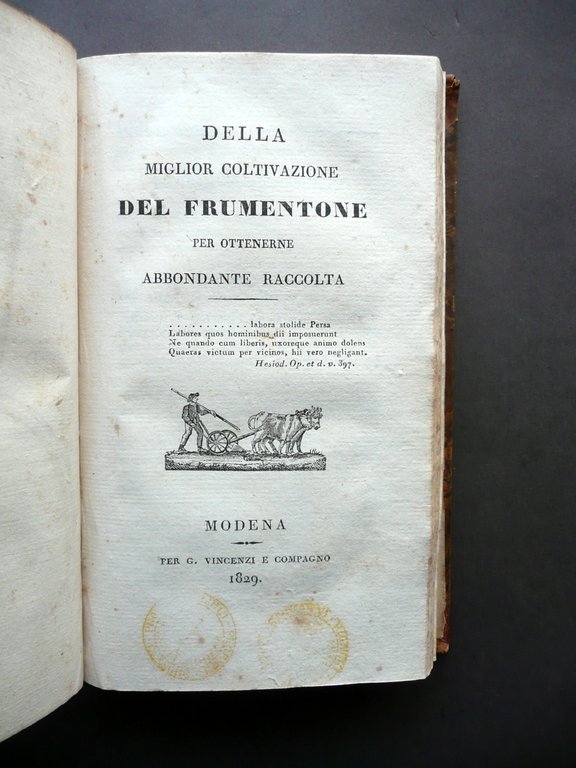 DELLA
MIGLIOR COLTIVAZIONE
DEL FRUMENTONE
PER OTTENERNE
ABBONDANTE RACCOLTA
. . . . . . . . . . . labora stolide Persa
Labores quos hominibus dii imposuerunt
Ne quando cum liberis, uxoreque animo dolens
Quaeras victum per vicinos, hii vero negligant.
Hesiod. Op. et d. v. 397.
MODENA
PER G. VINCENZI E COMPAGNO
1829.